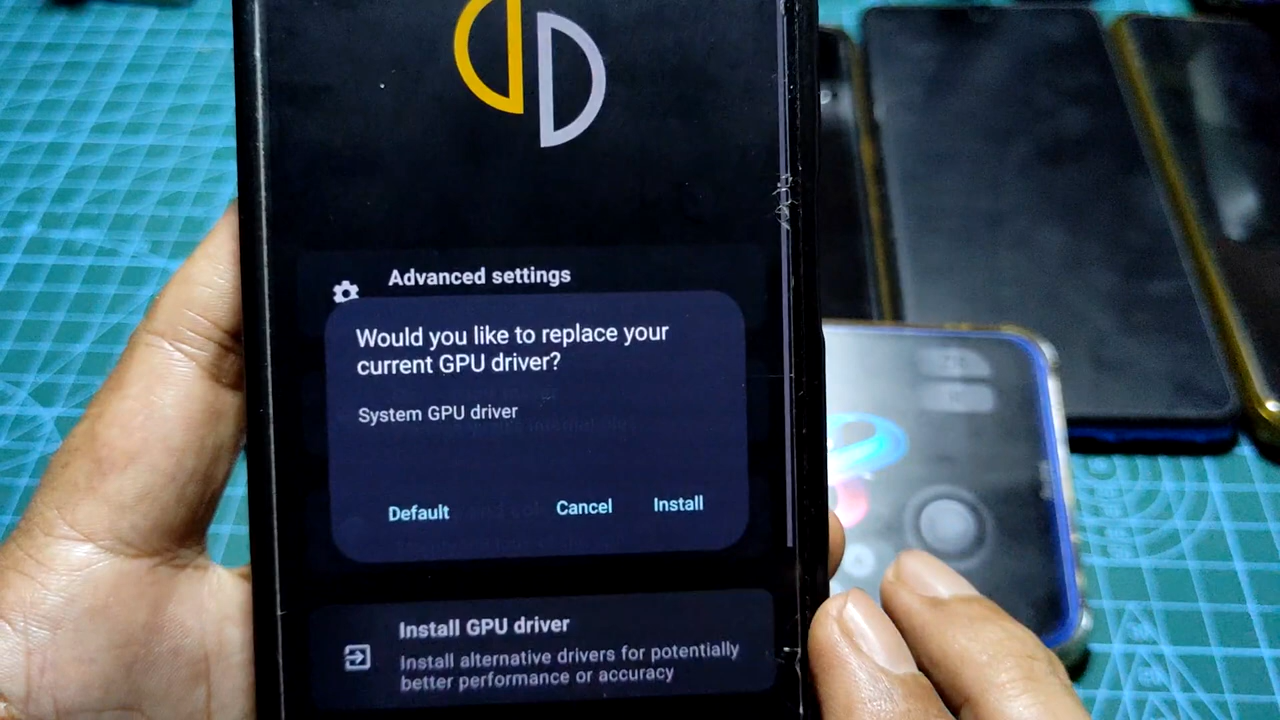 Advanced settings
Would you like to replace your
current GPU driver?
System GPU driver
Default
Cancel
Install
Install GPU driver
Install alternative drivers for potentially
better performance or accuracy